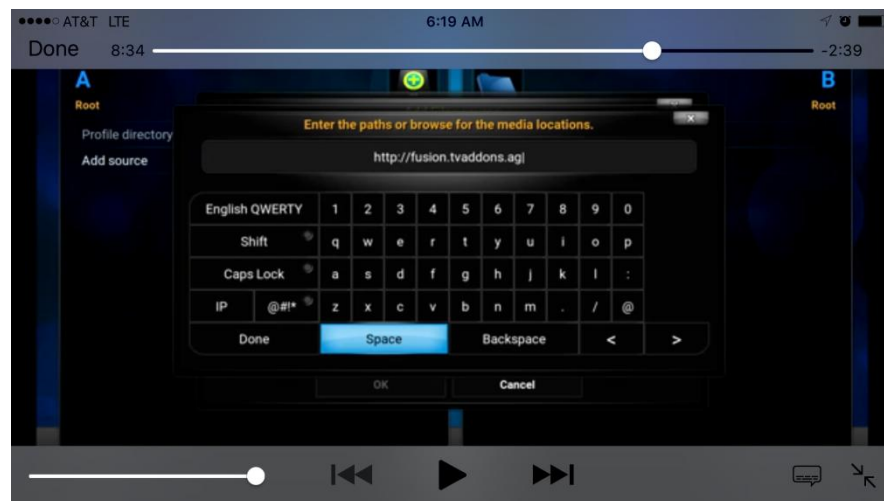 AT&T LTE 6:19 AM
Done 8:34 -2:39
A B
Root Root
Enter the paths or browse for the media locations.
Profile directory
http://fusion.tvaddons.ag
Add source
English QWERTY 1 2 3 4 5 6 7 8 9 0
Shift q w e r t y u i o p
Caps Lock a s d f g h j k l :
IP @#!* z x c v b n m . / @
Done Space Backspace < >
OK Cancel